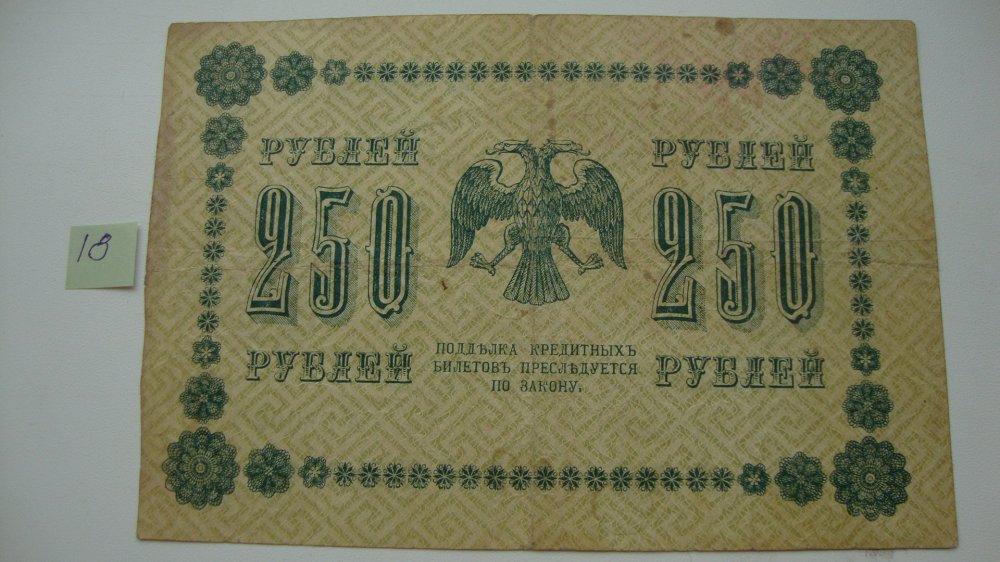 18
РУБЛЕЙ РУБЛЕЙ
250 250
РУБЛЕЙ РУБЛЕЙ
ПОДДѢЛКА КРЕДИТНЫХЪ
БИЛЕТОВЪ ПРЕСЛѢДУЕТСЯ
ПО ЗАКОНУ.